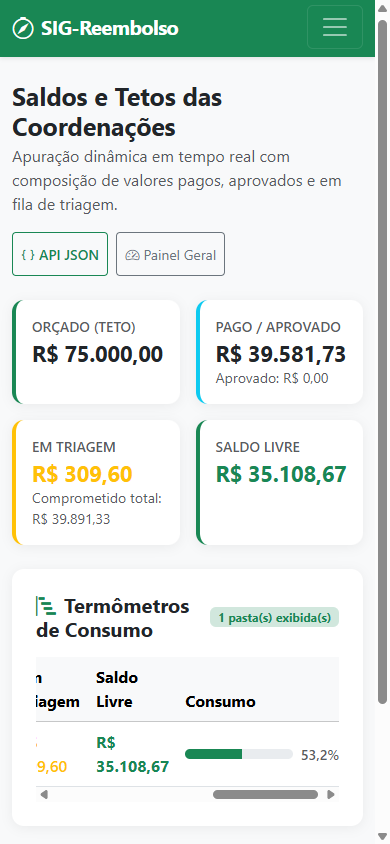 SIG-Reembolso
Saldos e Tetos das
Coordenações
Apuração dinâmica em tempo real com
composição de valores pagos, aprovados e em
fila de triagem.
{ } API JSON
Painel Geral
ORÇADO (TETO)
R$ 75.000,00
PAGO / APROVADO
R$ 39.581,73
Aprovado: R$ 0,00
EM TRIAGEM
R$ 309,60
Comprometido total:
R$ 39.891,33
SALDO LIVRE
R$ 35.108,67
Termômetros
de Consumo
1 pasta(s) exibida(s)
Saldo
Livre
Consumo
R$
35.108,67
53,2%